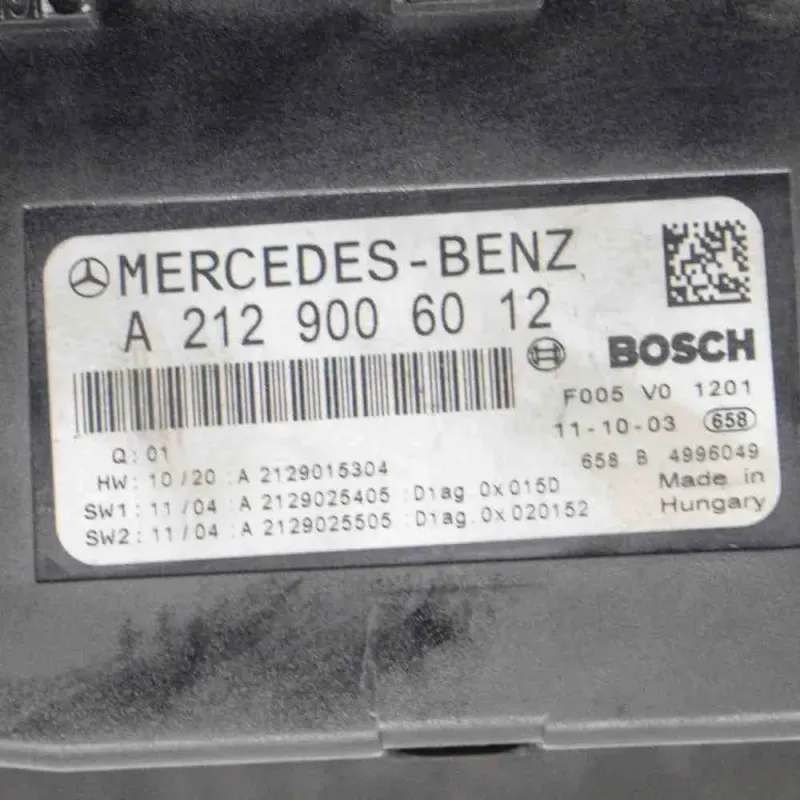 MERCEDES-BENZ
A 212 900 60 12
BOSCH
F005 V0 1201
11-10-03 658
658 B 4996049
Made in
Hungary
Q: 01
HW: 10/20 :A 2129015304
SW1: 11/04 :A 2129025405 :Diag.0x015D
SW2: 11/04 :A 2129025505 :Diag.0x020152